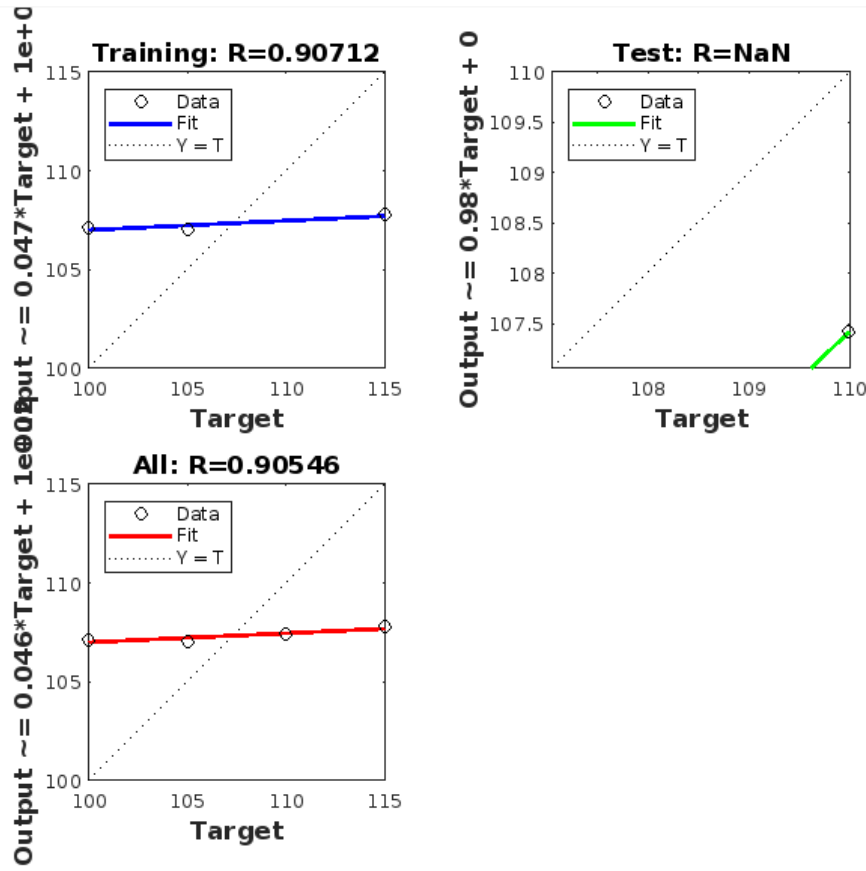 Training: R=0.90712
Output ~= 0.047*Target + 1e+0
115
110
105
100
Data
Fit
Y = T
100
105
110
115
Target
Test: R=NaN
Output ~= 0.98*Target + 0
110
109.5
109
108.5
108
107.5
Data
Fit
Y = T
108
109
110
Target
All: R=0.90546
Output ~= 0.046*Target + 1e+02
115
110
105
100
Data
Fit
Y = T
100
105
110
115
Target